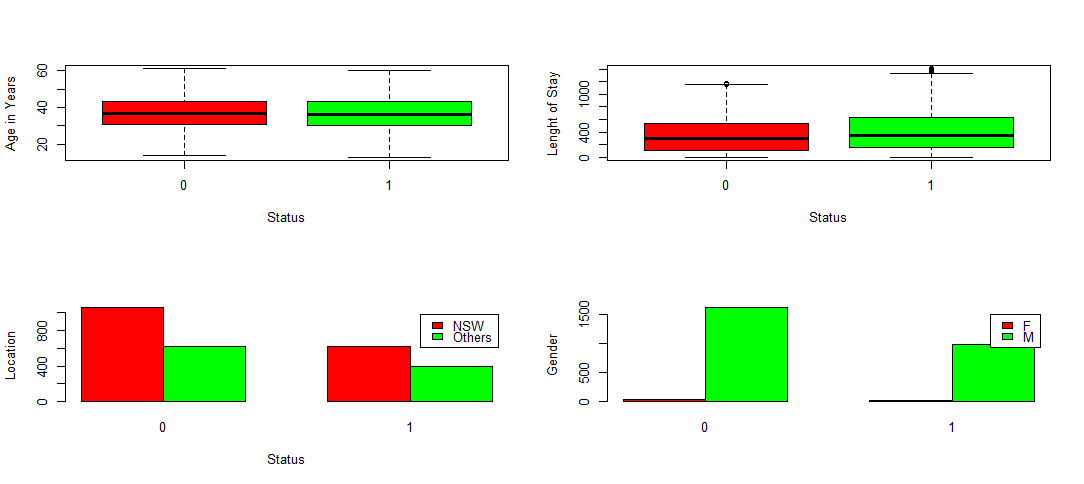 Age in Years
60
40
20
0
1
Status
Lenght of Stay
1000
400
0
0
1
Status
Location
800
400
0
NSW
Others
0
1
Status
Gender
1500
500
0
F
M
0
1